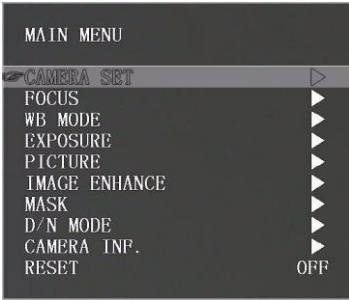 MAIN MENU
CAMERA SET
FOCUS
WB MODE
EXPOSURE
PICTURE
IMAGE ENHANCE
MASK
D/N MODE
CAMERA INF.
RESET OFF